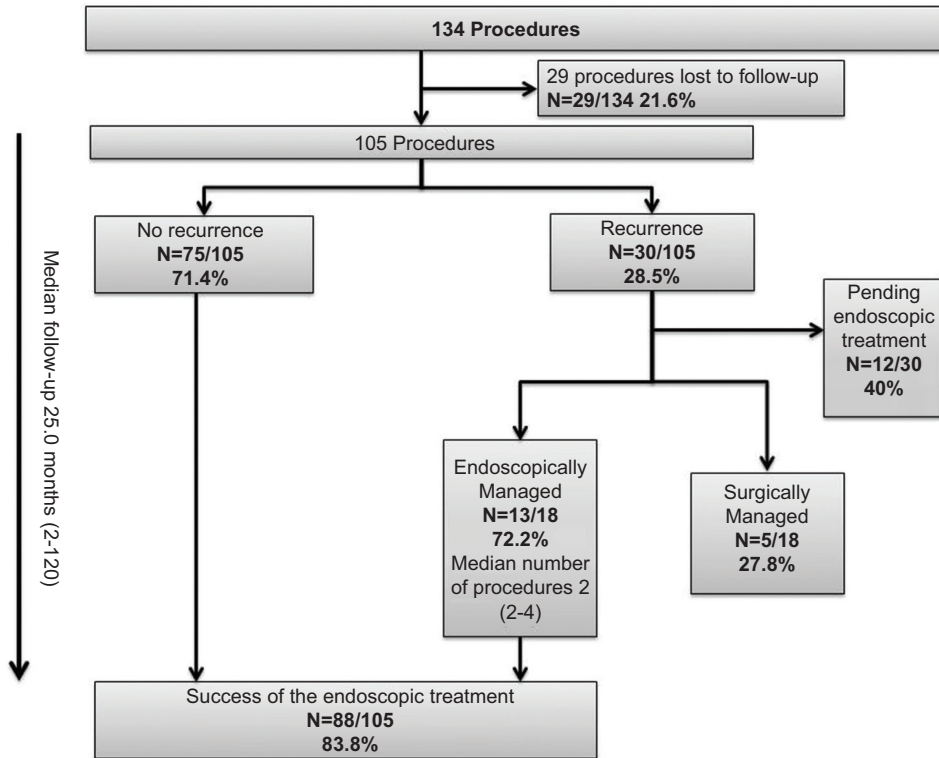 134 Procedures
29 procedures lost to follow-up
N=29/134 21.6%
105 Procedures
No recurrence
N=75/105
71.4%
Recurrence
N=30/105
28.5%
Pending
endoscopic
treatment
N=12/30
40%
Endoscopically
Managed
N=13/18
72.2%
Median number
of procedures 2
(2-4)
Surgically
Managed
N=5/18
27.8%
Median follow-up 25.0 months (2-120)
Success of the endoscopic treatment
N=88/105
83.8%